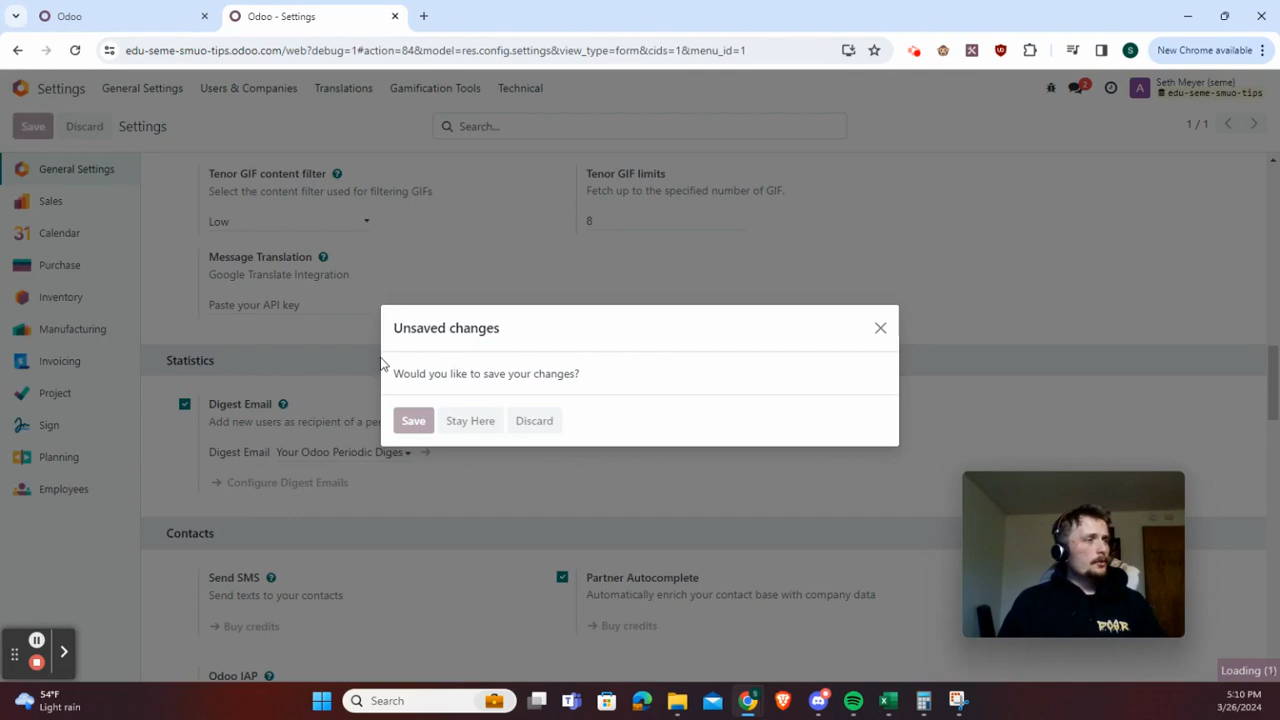 Odoo
Odoo - Settings
edu-seme-smuo-tips.odoo.com/web?debug=1#action=84&model=res.config.settings&view_type=form&cids=1&menu_id=1
New Chrome available
Settings
General Settings
Users & Companies
Translations
Gamification Tools
Technical
2
A
Seth Meyer (seme)
edu-seme-smuo-tips
Save
Discard
Settings
Search...
1 / 1
General Settings
Sales
31 Calendar
Purchase
Inventory
Manufacturing
Invoicing
Project
Sign
Planning
Employees
Tenor GIF content filter ?
Select the content filter used for filtering GIFs
Low
Tenor GIF limits
Fetch up to the specified number of GIF.
8
Message Translation ?
Google Translate Integration
Paste your API key
Unsaved changes
Would you like to save your changes?
Save
Stay Here
Discard
Statistics
Digest Email ?
Add new users as recipient of a pe
Digest Email Your Odoo Periodic Diges
Configure Digest Emails
Contacts
Send SMS ?
Send texts to your contacts
Buy credits
Partner Autocomplete
Automatically enrich your contact base with company data
Buy credits
Odoo IAP ?
Loading (1)
54°F
Light rain
Search
5:10 PM
3/26/2024